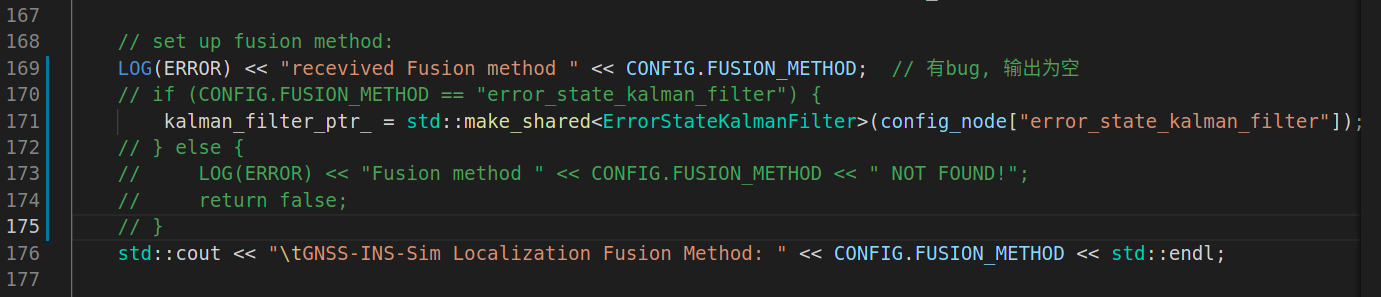 167
168 // set up fusion method:
169 LOG(ERROR) << "recevived Fusion method " << CONFIG.FUSION_METHOD; // 有bug, 输出为空
170 // if (CONFIG.FUSION_METHOD == "error_state_kalman_filter") {
171 kalman_filter_ptr_ = std::make_shared<ErrorStateKalmanFilter>(config_node["error_state_kalman_filter"]);
172 // } else {
173 // LOG(ERROR) << "Fusion method " << CONFIG.FUSION_METHOD << " NOT FOUND!";
174 // return false;
175 // }
176 std::cout << "\tGNSS-INS-Sim Localization Fusion Method: " << CONFIG.FUSION_METHOD << std::endl;
177